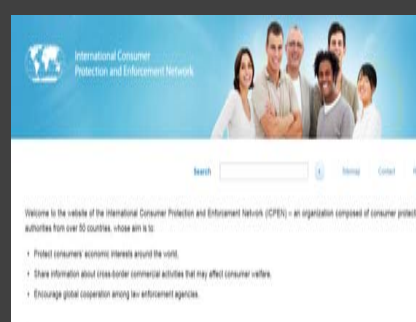 International Consumer
Protection and Enforcement Network
Search
Sitemap
Contact
Welcome to the website of the International Consumer Protection and Enforcement Network (ICPEN) – an organization composed of consumer protect
authorities from over 50 countries, whose aim is to:
Protect consumers' economic interests around the world,
Share information about cross-border commercial activities that may affect consumer welfare,
Encourage global cooperation among law enforcement agencies.